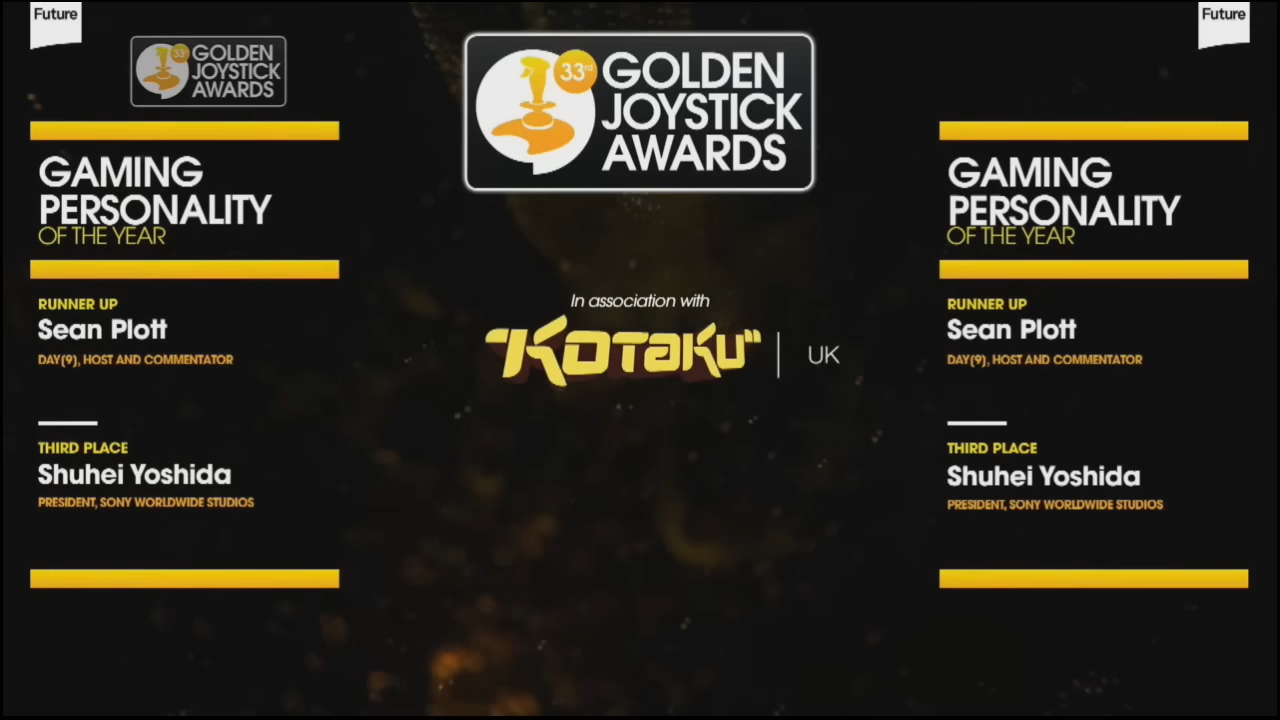 Future
33rd
GOLDEN
JOYSTICK
AWARDS
GAMING
PERSONALITY
OF THE YEAR
RUNNER UP
Sean Plott
DAY(9), HOST AND COMMENTATOR
THIRD PLACE
Shuhei Yoshida
PRESIDENT, SONY WORLDWIDE STUDIOS
33rd
GOLDEN
JOYSTICK
AWARDS
In association with
"KOTAKU"
UK
Future
GAMING
PERSONALITY
OF THE YEAR
RUNNER UP
Sean Plott
DAY(9), HOST AND COMMENTATOR
THIRD PLACE
Shuhei Yoshida
PRESIDENT, SONY WORLDWIDE STUDIOS